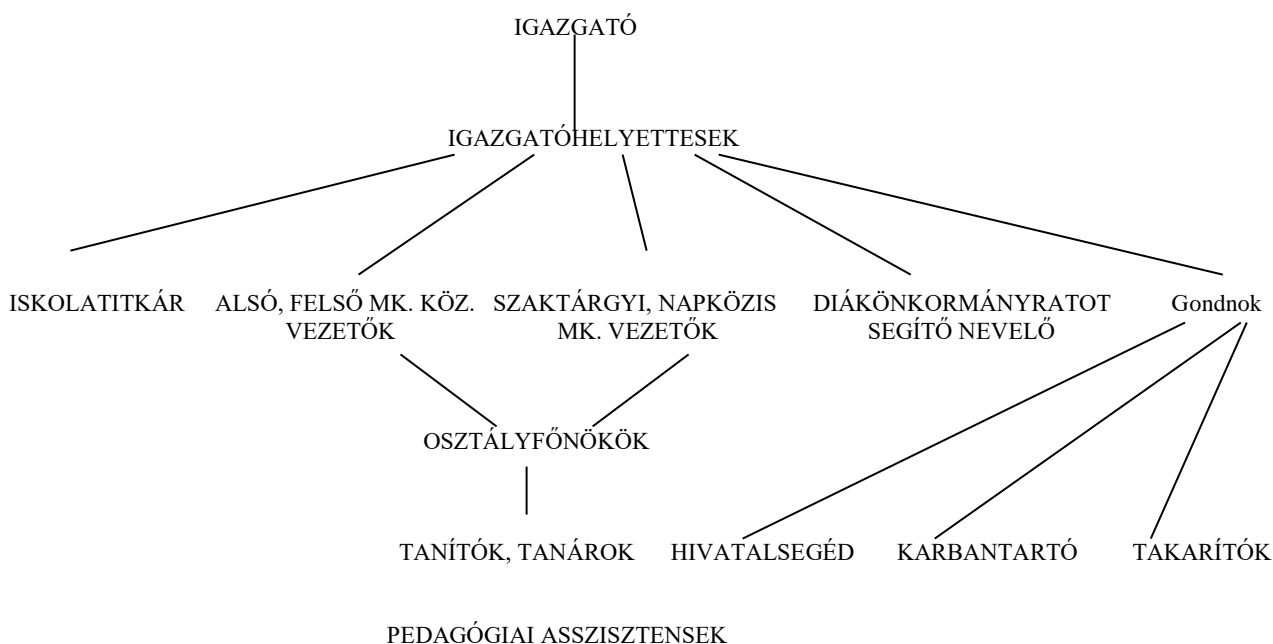 IGAZGATÓ
IGAZGATÓHELYETTESEK
ISKOLATITKÁR
ALSÓ, FELSŐ MK. KÖZ.
VEZETŐK
SZAKTÁRGYI, NAPKÖZIS
MK. VEZETŐK
DIÁKÖNKORMÁNYRATOT
SEGÍTŐ NEVELŐ
Gondnok
OSZTÁLYFŐNÖKÖK
TANÍTÓK, TANÁROK
HIVATALSEGÉD
KARBANTARTÓ
TAKARÍTÓK
PEDAGÓGIAI ASSZISZTENSEK